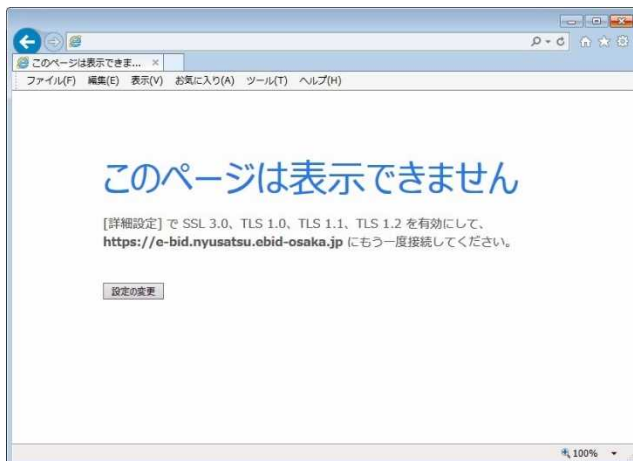 このページは表示できま... ×
ファイル(F) 編集(E) 表示(V) お気に入り(A) ツール(T) ヘルプ(H)
このページは表示できません
[詳細設定] で SSL 3.0、TLS 1.0、TLS 1.1、TLS 1.2 を有効にして、
https://e-bid.nyusatsu.ebid-osaka.jp にもう一度接続してください。
設定の変更
100%